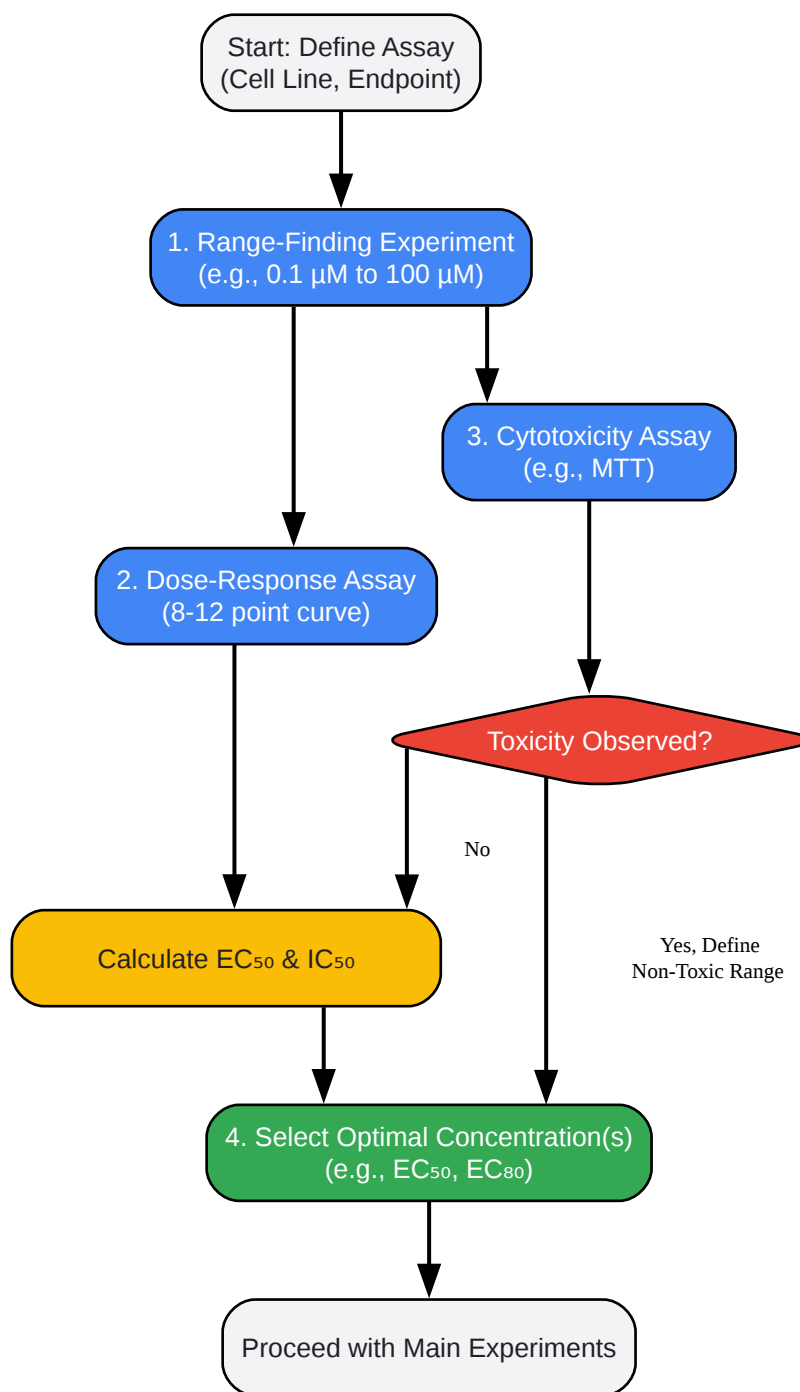 Start: Define Assay
(Cell Line, Endpoint)
1. Range-Finding Experiment
(e.g., 0.1 µM to 100 µM)
3. Cytotoxicity Assay
(e.g., MTT)
2. Dose-Response Assay
(8-12 point curve)
Toxicity Observed?
No
Yes, Define
Non-Toxic Range
Calculate EC₅₀ & IC₅₀
4. Select Optimal Concentration(s)
(e.g., EC₅₀, EC₈₀)
Proceed with Main Experiments